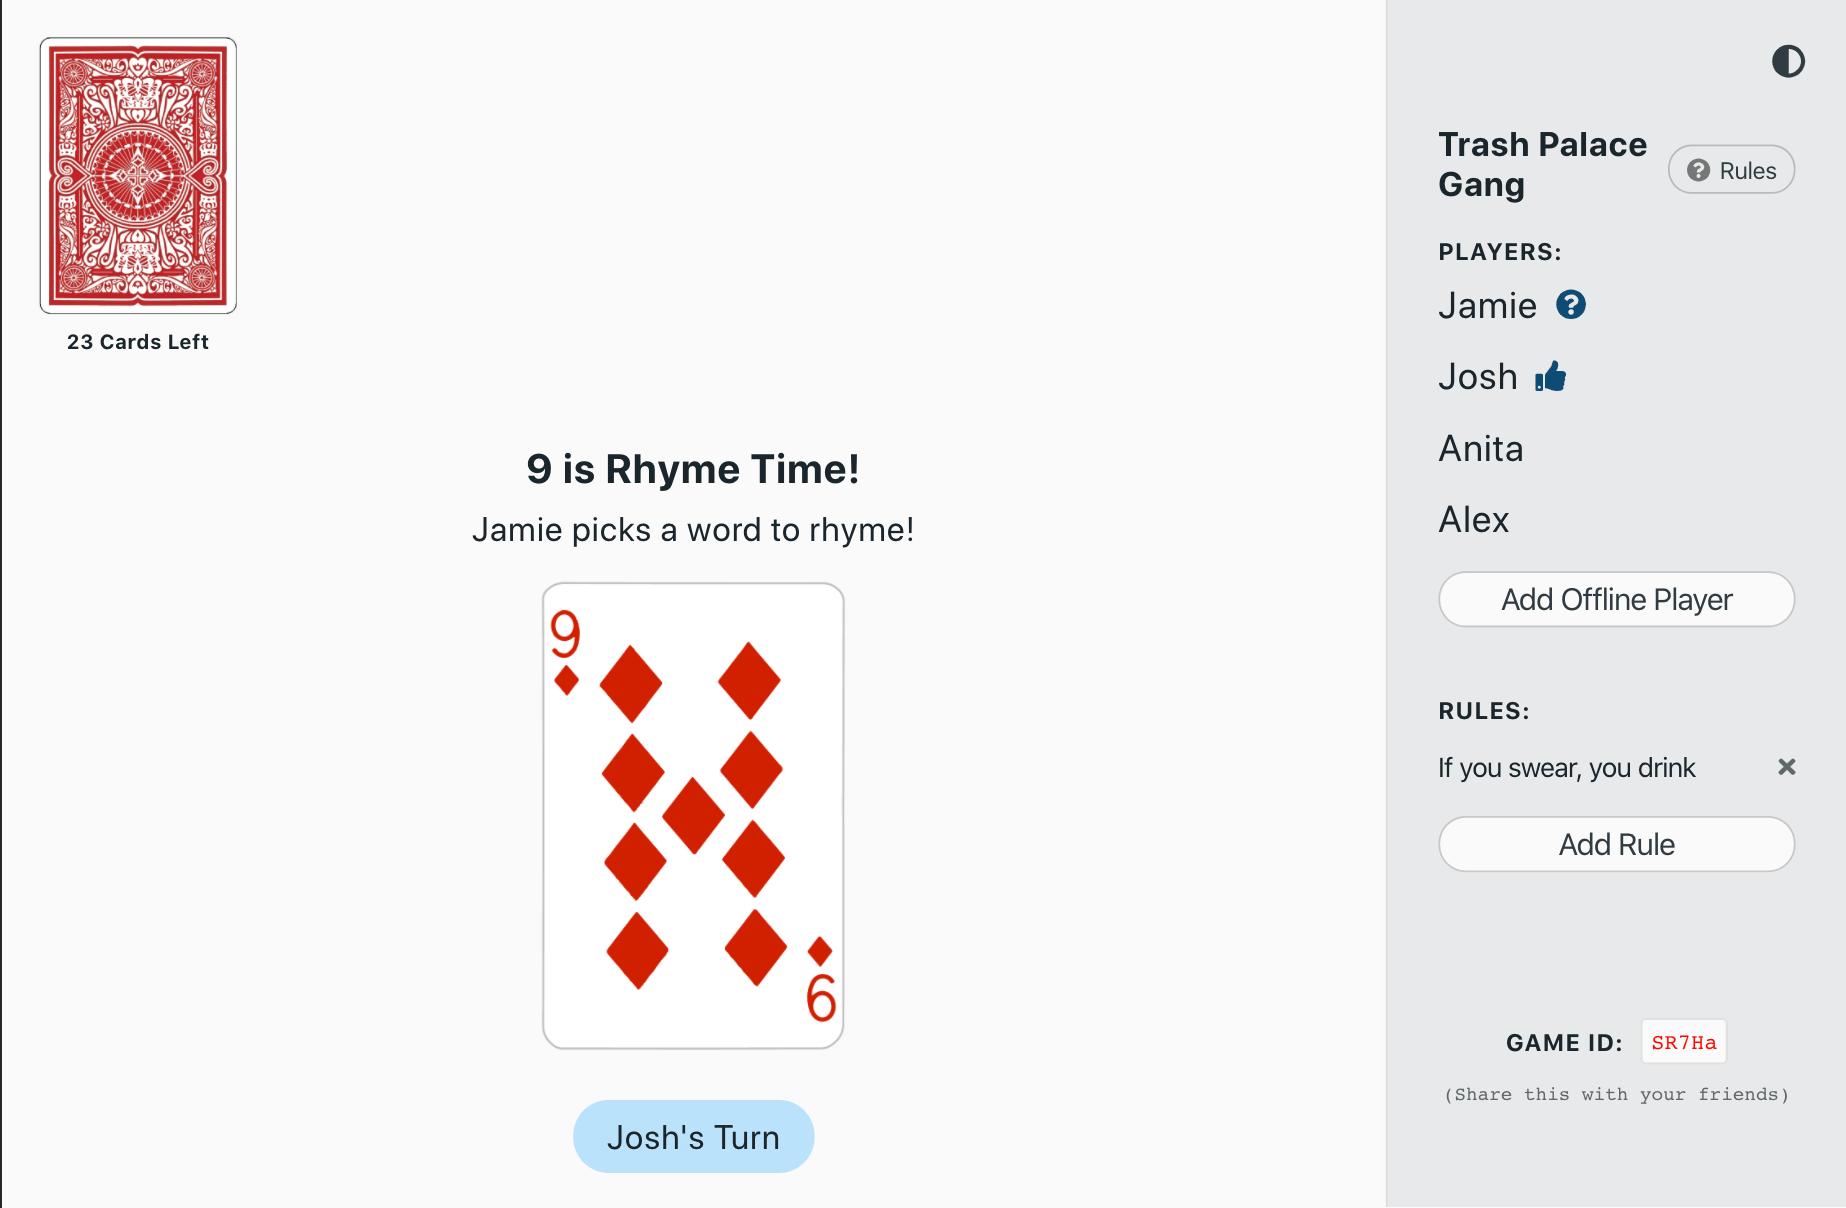 23 Cards Left
9 is Rhyme Time!
Jamie picks a word to rhyme!
9
9
Josh's Turn
Trash Palace
Gang
Rules
PLAYERS:
Jamie
Josh
Anita
Alex
Add Offline Player
RULES:
If you swear, you drink
Add Rule
GAME ID: SR7Ha
(Share this with your friends)